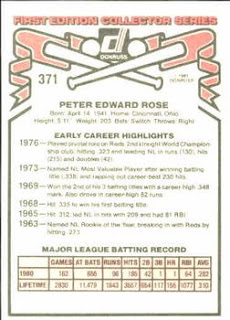 FIRST EDITION COLLECTOR SERIES
DONRUSS
371
PETER EDWARD ROSE
Born: April 14, 1941 Home: Cincinnati, Ohio
Height: 5.11 Weight: 203 Bats: Switch Throws: Right
EARLY CAREER HIGHLIGHTS
1976— Played pivotal role on Reds 2nd straight World Champion-
ship club, hitting .323 and leading NL in runs (130), hits
(215) and doubles (42).
1973— Named NL Most Valuable Player after winning batting
title (.338) and rapping out career best 230 hits.
1969— Won the 2nd of his 3 batting titles with a career high .348
Also drove in career high 82 runs.
1968— Hit .335 to win his first batting title.
1965— Hit .312, led NL in hits with 209 and had 81 RBI
1963— Named NL Rookie of the Year, breaking in with Reds by
hitting .273
MAJOR LEAGUE BATTING RECORD
GAMES AT BATS RUNS HITS 2B 3B HR RBI AVG
1980 162 655 95 185 42 1 1 64 .282
LIFETIME 2830 11,479 1843 3557 654 117 155 1077 .310